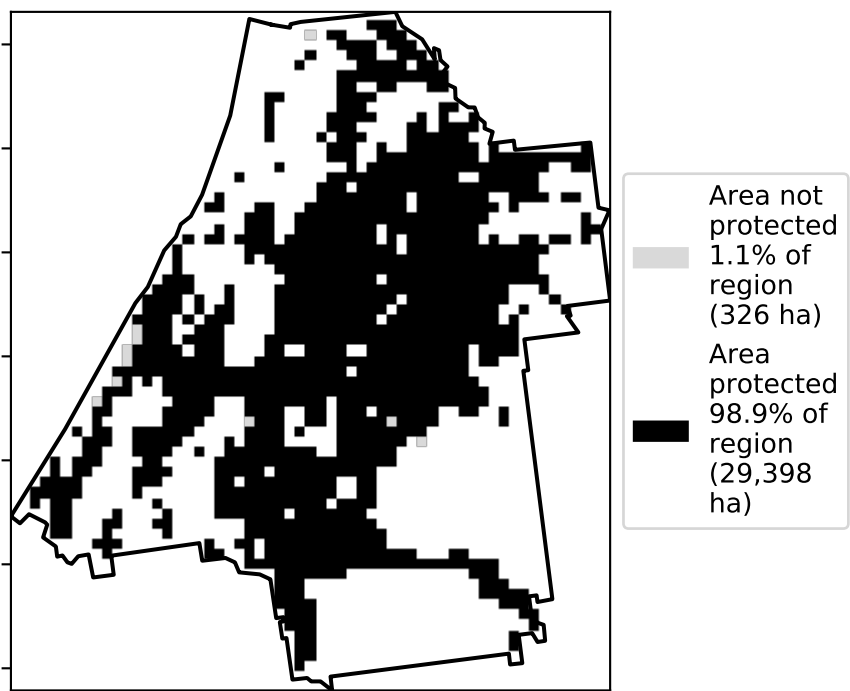 Area not
protected
1.1% of
region
(326 ha)
Area
protected
98.9% of
region
(29,398
ha)